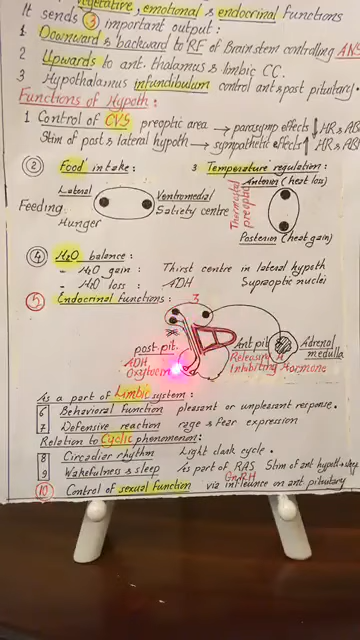 vegetative, emotional & endocrinal functions
It sends 3 important output:
1 Downward & backward to RF of Brainstem controlling ANS
2 Upwards to ant. thalamus & limbic CC.
3 Hypothalamus infundibulum control ant & post pituitary.
Functions of Hypoth:
1 Control of CVS preoptic area → parasymp effects ↓ HR &
Stim of post & lateral hypoth → sympathetic effects ↑ HR &
2 Food intake: 3 Temperature regulation:
Anterior (heat loss)
Lateral Ventromedial
Feeding Satiety centre
Hunger
Thermostat preoptic
Posterior (heat gain)
4 H2O balance:
- H2O gain: Thirst centre in lateral hypoth
- H2O loss: ADH Supraoptic nuclei
5 Endocrinal functions: 3
post. pit. Ant pit Adrenal medulla
ADH Releasing
Oxytocin Inhibiting Hormone
As a part of Limbic system:
6 Behavioral Function pleasant or unpleasant response.
7 Defensive reaction rage & fear expression
Relation to Cyclic phenomenon:
8 Circadian rhythm Light dark cycle.
9 Wakefulness & sleep As part of RAS Stim of ant hypoth → sleep
GnRH
10 Control of sexual function via influence on ant pituitary